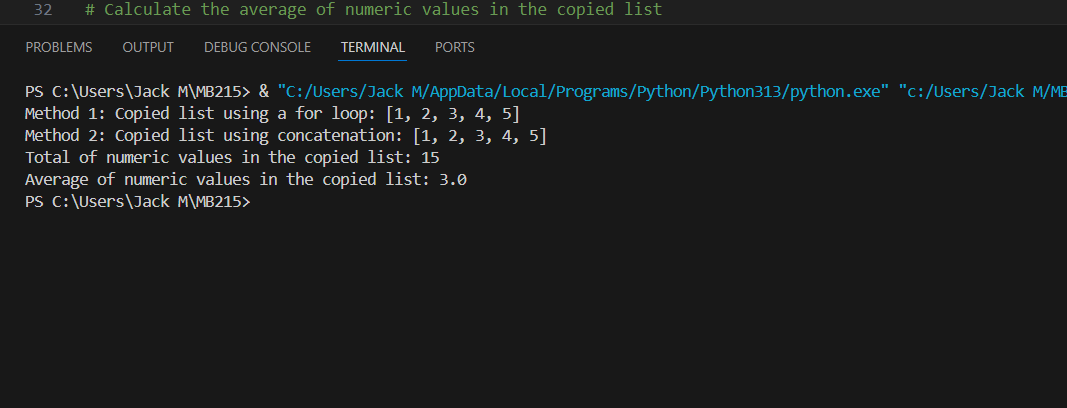 32 # Calculate the average of numeric values in the copied list
PROBLEMS OUTPUT DEBUG CONSOLE TERMINAL PORTS
PS C:\Users\Jack M\MB215> & "C:/Users/Jack M/AppData/Local/Programs/Python/Python313/python.exe" "c:/Users/Jack M/MB
Method 1: Copied list using a for loop: [1, 2, 3, 4, 5]
Method 2: Copied list using concatenation: [1, 2, 3, 4, 5]
Total of numeric values in the copied list: 15
Average of numeric values in the copied list: 3.0
PS C:\Users\Jack M\MB215>